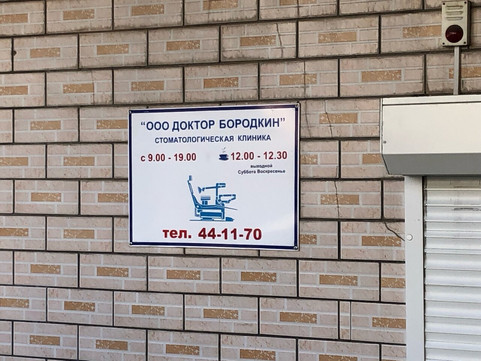 "ООО ДОКТОР БОРОДКИН"
СТОМАТОЛОГИЧЕСКАЯ КЛИНИКА
с 9.00 - 19.00 12.00 - 12.30
выходной
Суббота Воскресенье
тел. 44-11-70